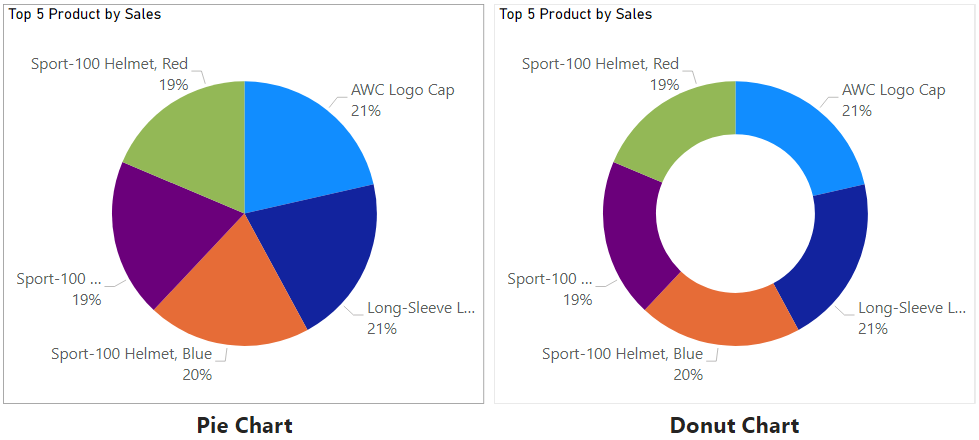 Top 5 Product by Sales
Sport-100 Helmet, Red
19%
AWC Logo Cap
21%
Sport-100 ...
19%
Long-Sleeve L...
21%
Sport-100 Helmet, Blue
20%
Pie Chart
Top 5 Product by Sales
Sport-100 Helmet, Red
19%
AWC Logo Cap
21%
Sport-100 ...
19%
Long-Sleeve L...
21%
Sport-100 Helmet, Blue
20%
Donut Chart